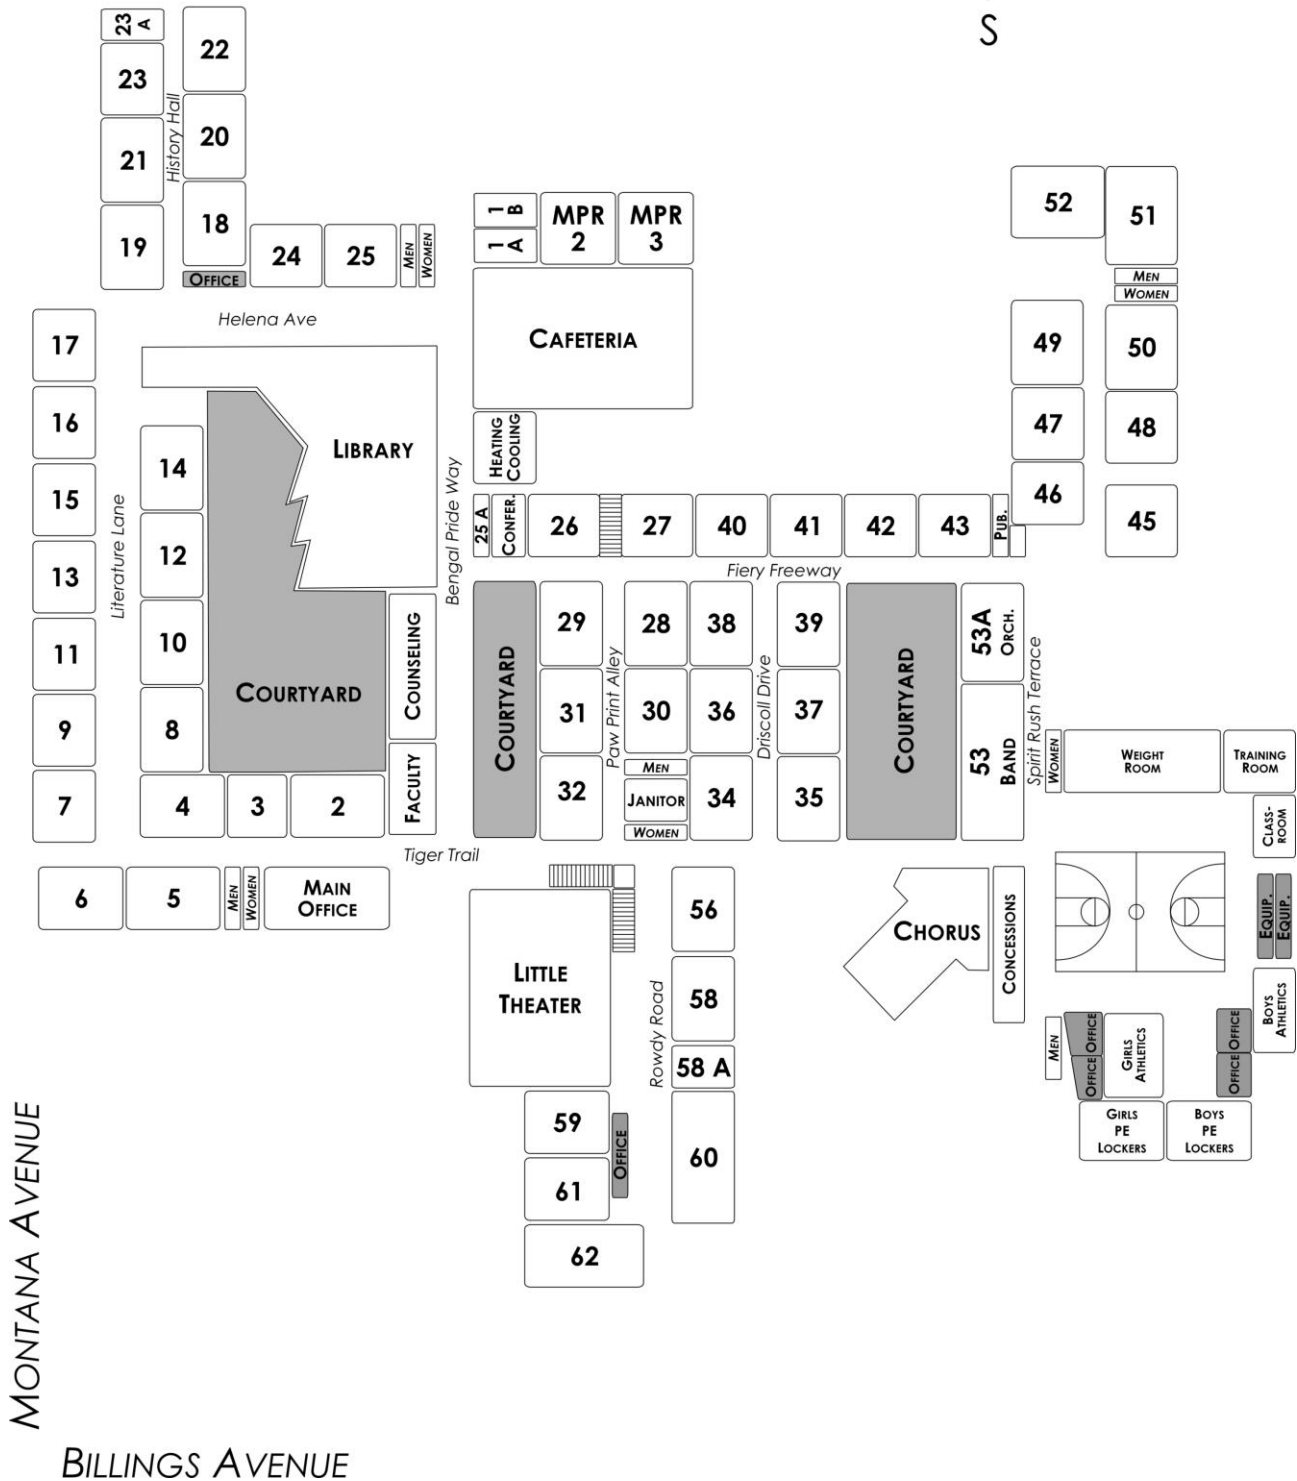 S
23
A
22
23
20
21
History Hall
18
19
24
25
MEN
WOMEN
OFFICE
1
B
1
A
MPR
2
MPR
3
52
51
MEN
WOMEN
Helena Ave
17
CAFETERIA
49
50
16
LIBRARY
HEATING
COOLING
47
48
14
15
46
45
Literature Lane
Bengal Pride Way
25 A
CONFER.
26
27
40
41
42
43
PUB.
12
13
Fiery Freeway
10
11
COUNSELING
COURTYARD
29
28
38
39
COURTYARD
53A
ORCH.
COURTYARD
8
9
31
Paw Print Alley
30
36
Driscoll Drive
37
53
BAND
Spirit Rush Terrace
WOMEN
WEIGHT
ROOM
TRAINING
ROOM
7
4
3
2
FACULTY
32
MEN
JANITOR
WOMEN
34
35
CLASS-
ROOM
Tiger Trail
6
5
MEN
WOMEN
MAIN
OFFICE
56
CHORUS
CONCESSIONS
EQUIP.
EQUIP.
LITTLE
THEATER
58
Rowdy Road
58 A
BOYS
ATHLETICS
MEN
OFFICE
OFFICE
OFFICE
OFFICE
GIRLS
ATHLETICS
OFFICE
OFFICE
OFFICE
OFFICE
59
OFFICE
60
GIRLS
PE
LOCKERS
BOYS
PE
LOCKERS
61
62
MONTANA AVENUE
BILLINGS AVENUE